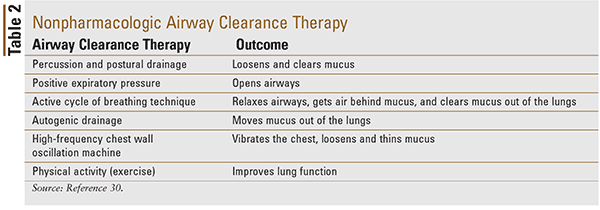 Table 2
Nonpharmacologic Airway Clearance Therapy
Airway Clearance Therapy Outcome
Percussion and postural drainage Loosens and clears mucus
Positive expiratory pressure Opens airways
Active cycle of breathing technique Relaxes airways, gets air behind mucus, and clears mucus out of the lungs
Autogenic drainage Moves mucus out of the lungs
High-frequency chest wall Vibrates the chest, loosens and thins mucus
oscillation machine
Physical activity (exercise) Improves lung function
Source: Reference 30.